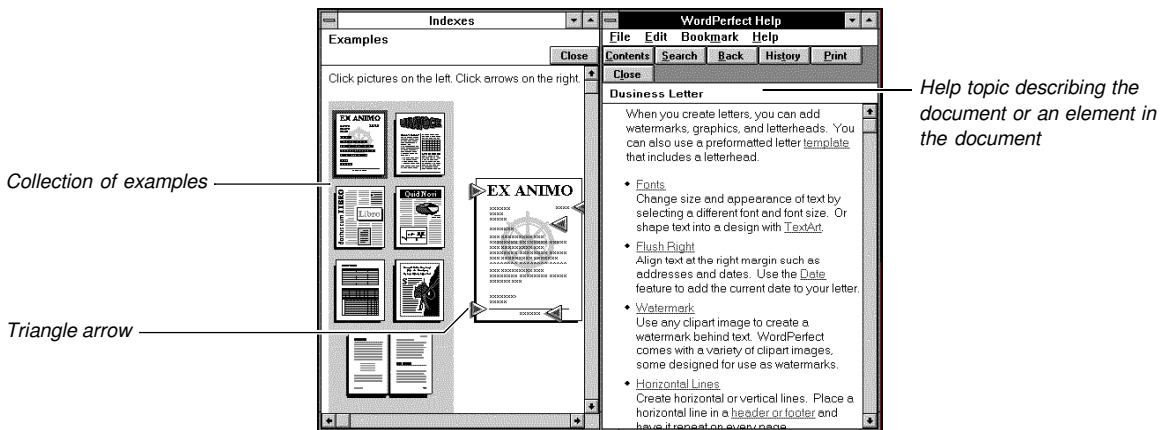 Indexes
Examples
Close
Click pictures on the left. Click arrows on the right.
EX ANIMO
Libro
Quid Novi
EX ANIMO
WordPerfect Help
File Edit Bookmark Help
Contents Search Back History Print
Close
Business Letter
When you create letters, you can add
watermarks, graphics, and letterheads. You
can also use a preformatted letter template
that includes a letterhead.
Fonts
Change size and appearance of text by
selecting a different font and font size. Or
shape text into a design with TextArt.
Flush Right
Align text at the right margin such as
addresses and dates. Use the Date
feature to add the current date to your letter.
Watermark
Use any clipart image to create a
watermark behind text. WordPerfect
comes with a variety of clipart images,
some designed for use as watermarks.
Horizontal Lines
Create horizontal or vertical lines. Place a
horizontal line in a header or footer and
have it repeat on every page.
Collection of examples
Triangle arrow
Help topic describing the
document or an element in
the document